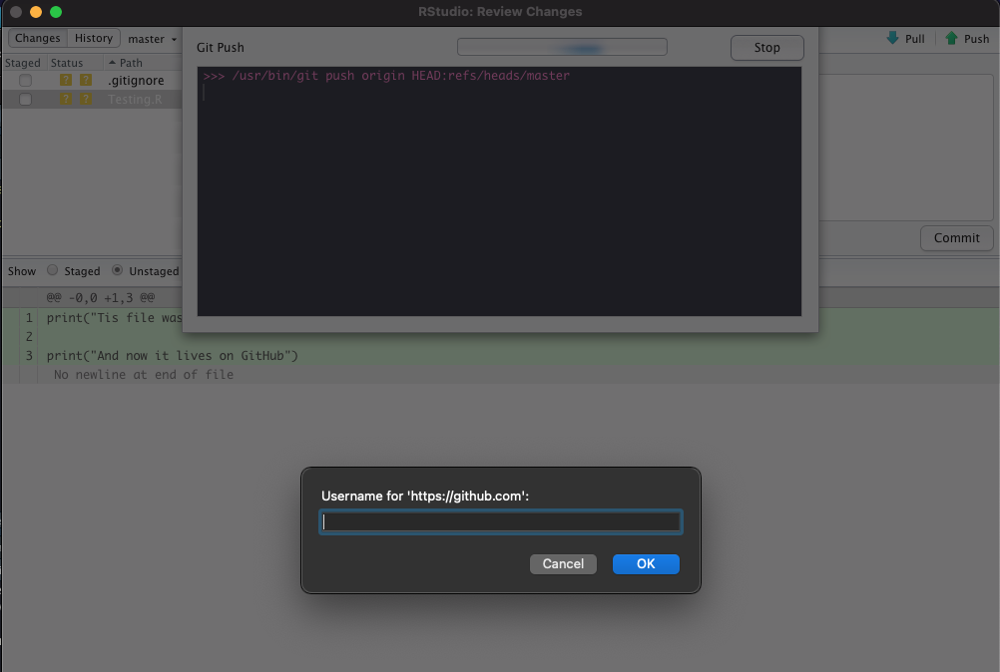 RStudio: Review Changes
Changes History master Pull Push
Git Push Stop
Staged Status Path
>>> /usr/bin/git push origin HEAD:refs/heads/master
? ? .gitignore
? ? Testing.R
Commit
Show Staged Unstaged
@@ -0,0 +1,3 @@
1 print("Tis file was
2
3 print("And now it lives on GitHub")
No newline at end of file
Username for 'https://github.com':
Cancel OK